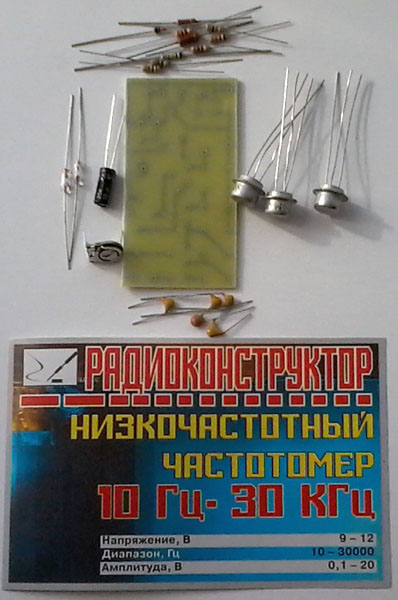 РАДИОКОНСТРУКТОР
НИЗКОЧАСТОТНЫЙ
ЧАСТОТОМЕР
10 Гц- 30 КГц
Напряжение, В 9 – 12
Диапазон, Гц 10 – 30000
Амплитуда, В 0,1 – 20